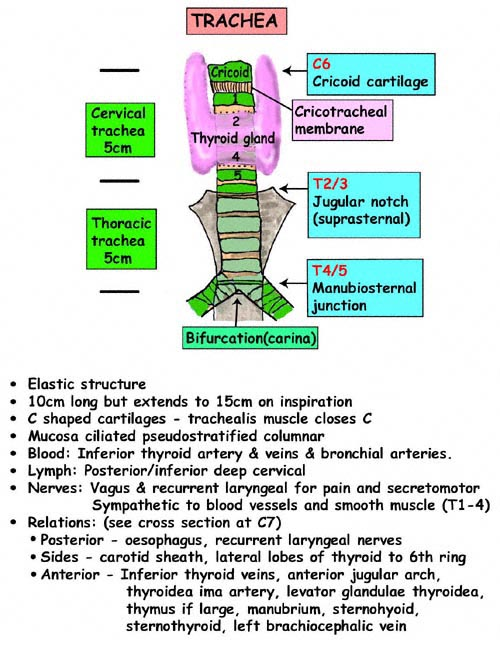 TRACHEA
Cricoid
C6
Cricoid cartilage
Cricotracheal
membrane
Cervical
trachea
5cm
1
2
Thyroid gland
4
5
T2/3
Jugular notch
(suprasternal)
Thoracic
trachea
5cm
T4/5
Manubiosternal
junction
Bifurcation(carina)
• Elastic structure
• 10cm long but extends to 15cm on inspiration
• C shaped cartilages - trachealis muscle closes C
• Mucosa ciliated pseudostratified columnar
• Blood: Inferior thyroid artery & veins & bronchial arteries.
• Lymph: Posterior/inferior deep cervical
• Nerves: Vagus & recurrent laryngeal for pain and secretomotor
Sympathetic to blood vessels and smooth muscle (T1-4)
• Relations: (see cross section at C7)
• Posterior - oesophagus, recurrent laryngeal nerves
• Sides - carotid sheath, lateral lobes of thyroid to 6th ring
• Anterior - Inferior thyroid veins, anterior jugular arch,
thyroidea ima artery, levator glandulae thyroidea,
thymus if large, manubrium, sternohyoid,
sternothyroid, left brachiocephalic vein